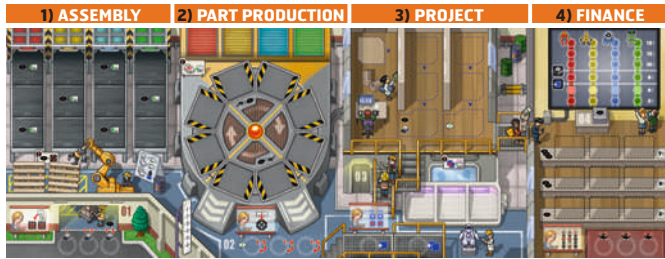 1) ASSEMBLY
2) PART PRODUCTION
3) PROJECT
4) FINANCE
03
01
02